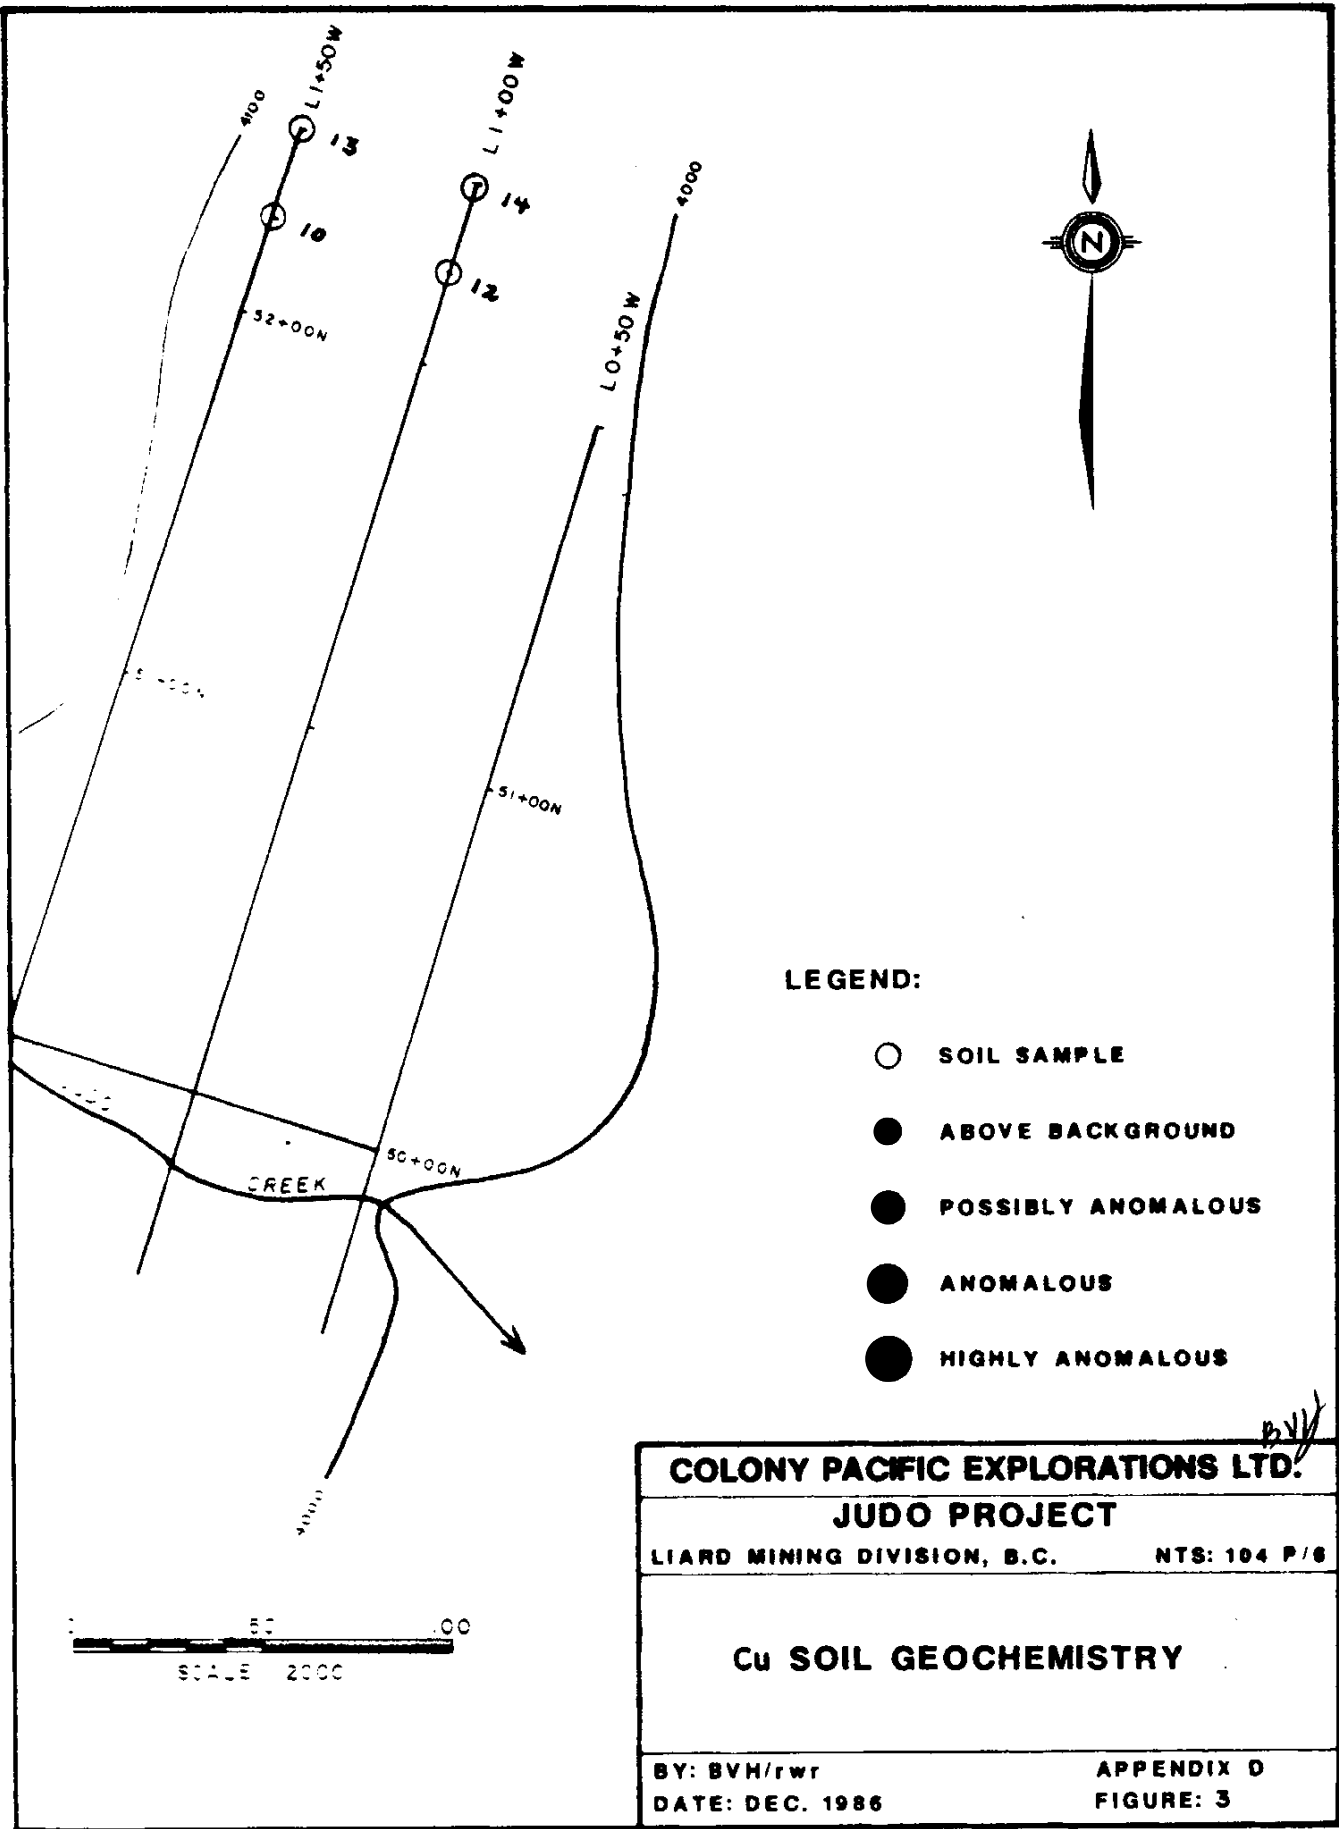 L1+50W
L1+00W
4100
13
14
4000
10
12
N
52+00N
L0+50W
51+00N
LEGEND:
SOIL SAMPLE
ABOVE BACKGROUND
50+00N
CREEK
POSSIBLY ANOMALOUS
ANOMALOUS
HIGHLY ANOMALOUS
BVH
COLONY PACIFIC EXPLORATIONS LTD.
JUDO PROJECT
LIARD MINING DIVISION, B.C. NTS: 104 P/6
4000
50
SCALE 2000
Cu SOIL GEOCHEMISTRY
BY: BVH/rwr APPENDIX D
DATE: DEC. 1986 FIGURE: 3